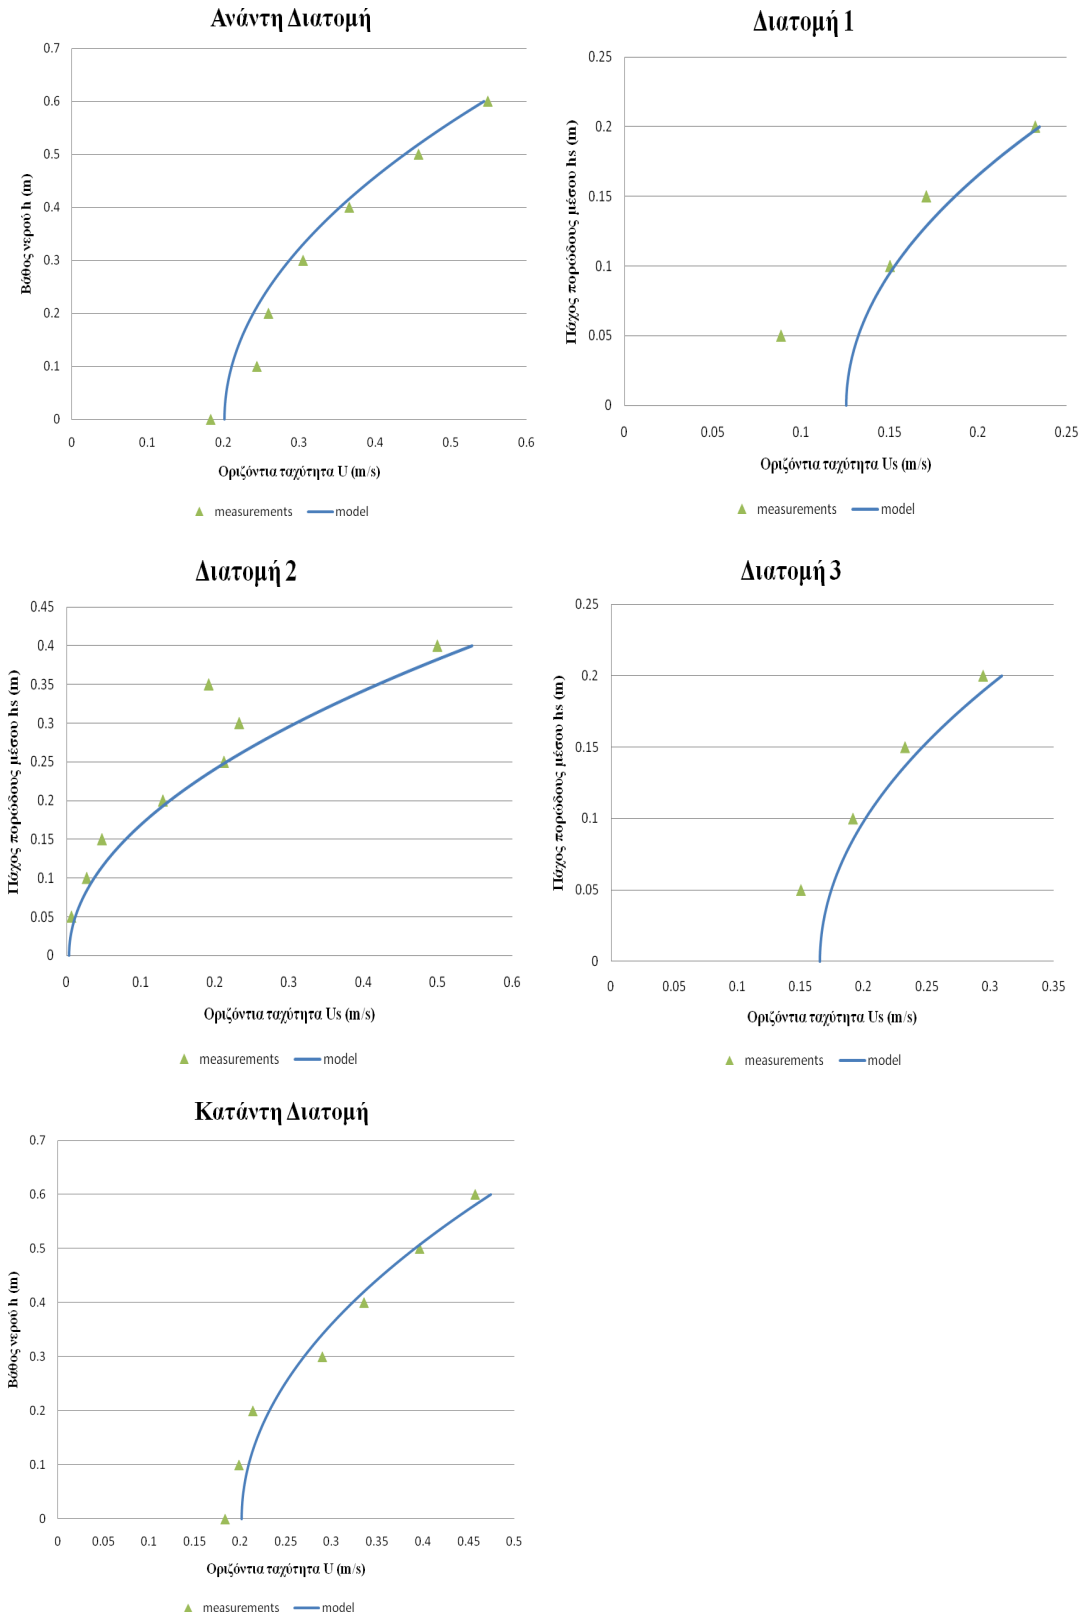 Ανάντη Διατομή
0.7
0.6
0.5
0.4
0.3
0.2
0.1
0
Βάθος νερού h (m)
0 0.1 0.2 0.3 0.4 0.5 0.6
Οριζόντια ταχύτητα U (m/s)
measurements model
Διατομή 1
0.25
0.2
0.15
0.1
0.05
0
Πάχος πορώδους μέσου hs (m)
0 0.05 0.1 0.15 0.2 0.25
Οριζόντια ταχύτητα Us (m/s)
measurements model
Διατομή 2
0.45
0.4
0.35
0.3
0.25
0.2
0.15
0.1
0.05
0
Πάχος πορώδους μέσου hs (m)
0 0.1 0.2 0.3 0.4 0.5 0.6
Οριζόντια ταχύτητα Us (m/s)
measurements model
Διατομή 3
0.25
0.2
0.15
0.1
0.05
0
Πάχος πορώδους μέσου hs (m)
0 0.05 0.1 0.15 0.2 0.25 0.3 0.35
Οριζόντια ταχύτητα Us (m/s)
measurements model
Κατάντη Διατομή
0.7
0.6
0.5
0.4
0.3
0.2
0.1
0
Βάθος νερού h (m)
0 0.05 0.1 0.15 0.2 0.25 0.3 0.35 0.4 0.45 0.5
Οριζόντια ταχύτητα U (m/s)
measurements model